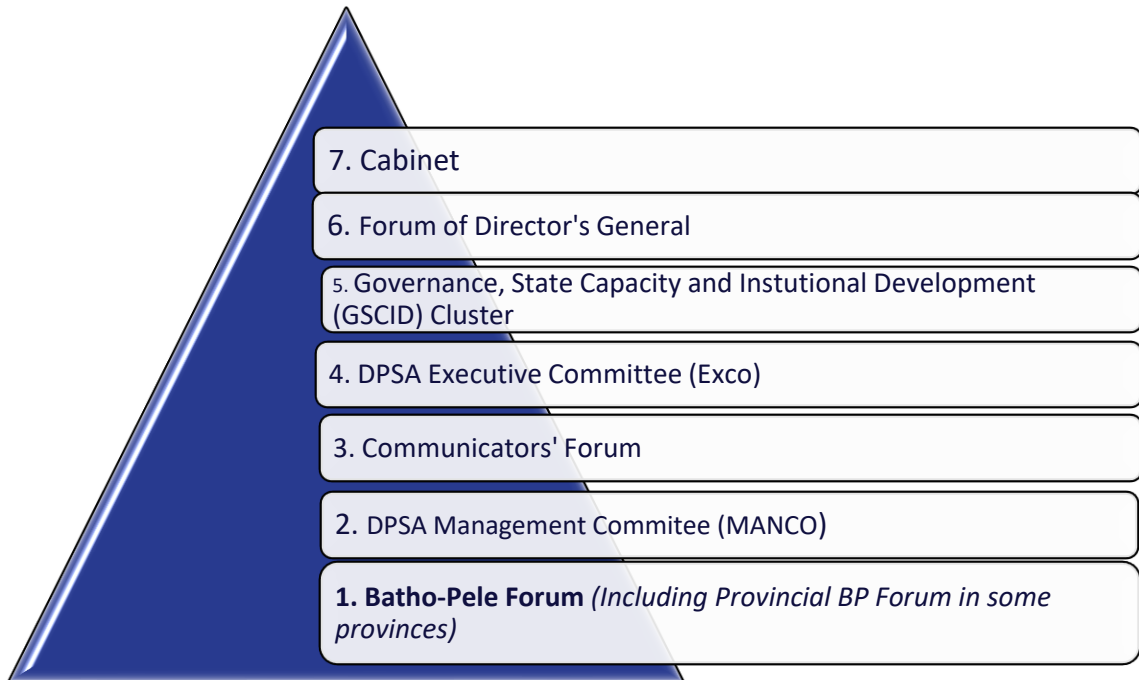 7. Cabinet
6. Forum of Director's General
5. Governance, State Capacity and Instutional Development
(GSCID) Cluster
4. DPSA Executive Committee (Exco)
3. Communicators' Forum
2. DPSA Management Commitee (MANCO)
1. Batho-Pele Forum (Including Provincial BP Forum in some
provinces)